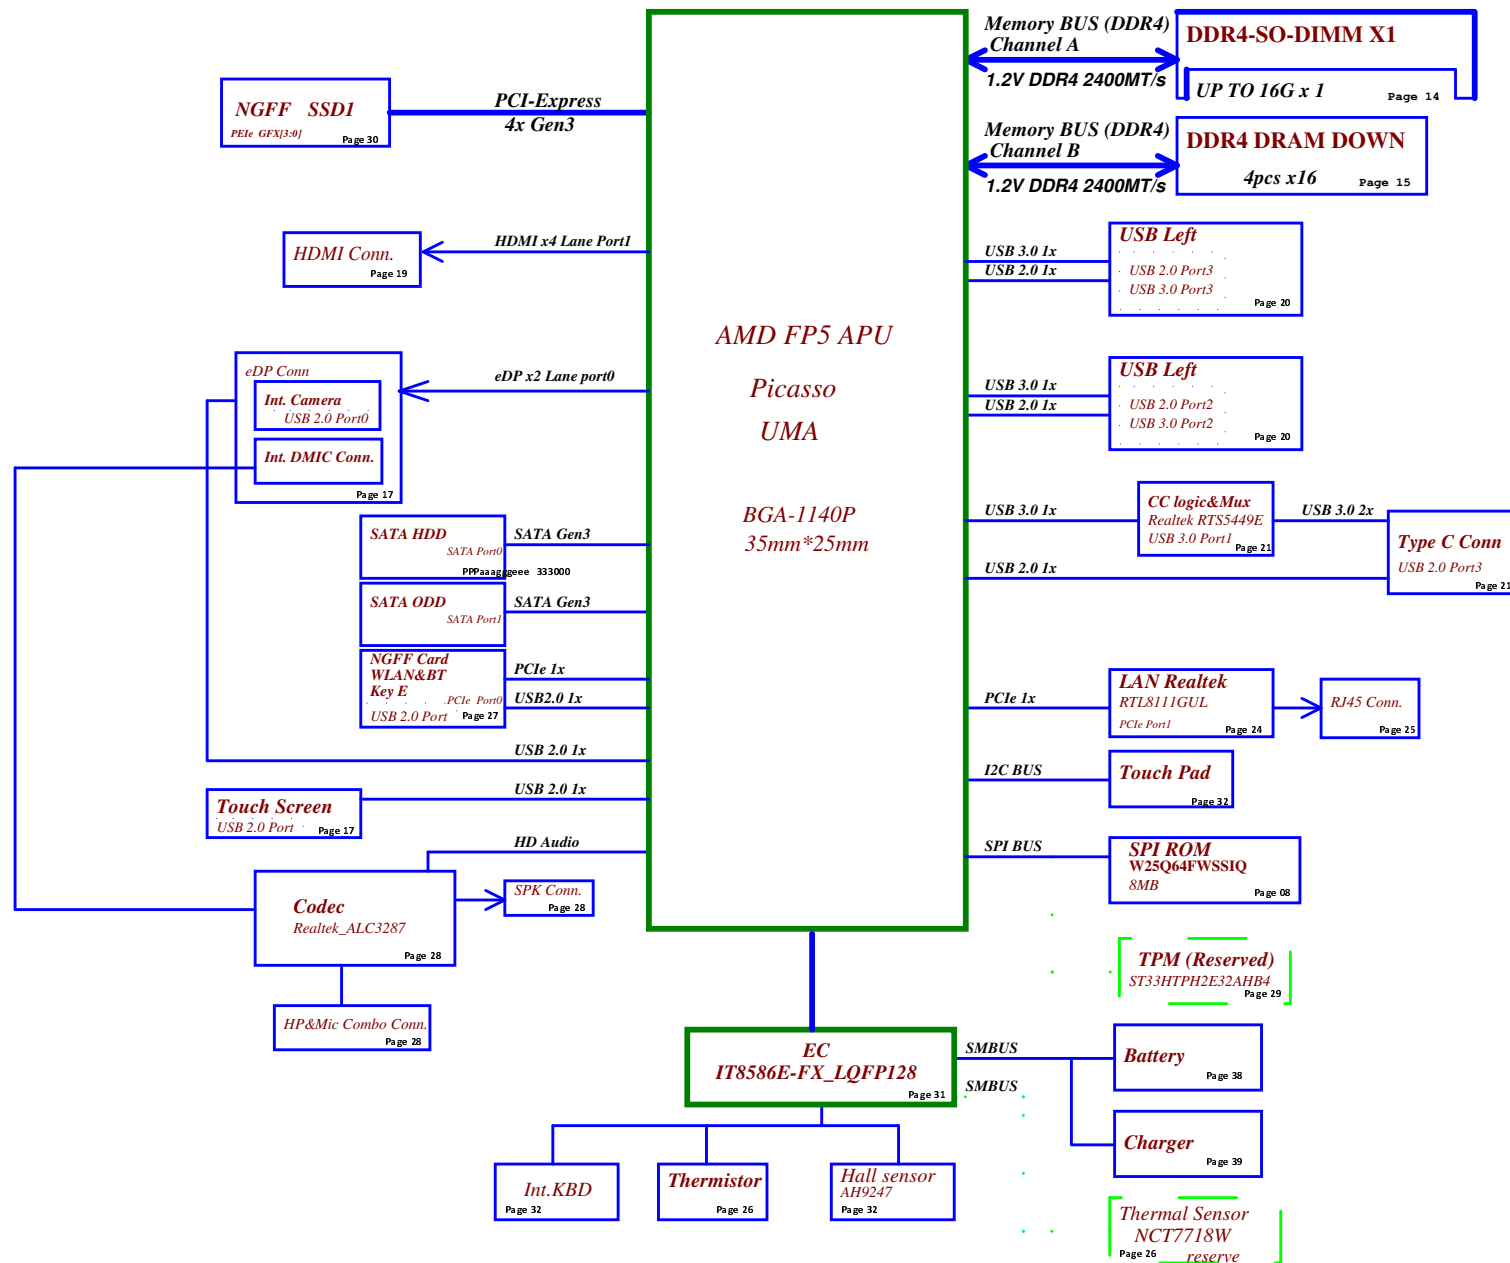 Memory BUS (DDR4)
Channel A
1.2V DDR4 2400MT/s
DDR4-SO-DIMM X1
UP TO 16G x 1
Page 14
NGFF SSD1
PEIe GFX[3:0]
Page 30
PCI-Express
4x Gen3
Memory BUS (DDR4)
Channel B
1.2V DDR4 2400MT/s
DDR4 DRAM DOWN
4pcs x16
Page 15
HDMI Conn.
Page 19
HDMI x4 Lane Port1
USB 3.0 1x
USB 2.0 1x
USB Left
USB 2.0 Port3
USB 3.0 Port3
Page 20
AMD FP5 APU
Picasso
UMA
BGA-1140P
35mm*25mm
eDP Conn
Int. Camera
USB 2.0 Port0
Int. DMIC Conn.
Page 17
eDP x2 Lane port0
USB 3.0 1x
USB 2.0 1x
USB Left
USB 2.0 Port2
USB 3.0 Port2
Page 20
SATA HDD
SATA Port0
PPPaaagggeee 333000
SATA Gen3
USB 3.0 1x
CC logic&Mux
Realtek RTS5449E
USB 3.0 Port1
Page 21
USB 3.0 2x
Type C Conn
USB 2.0 Port3
Page 21
USB 2.0 1x
SATA ODD
SATA Port1
SATA Gen3
NGFF Card
WLAN&BT
Key E
PCIe Port0
USB 2.0 Port
Page 27
PCIe 1x
USB2.0 1x
PCIe 1x
LAN Realtek
RTL8111GUL
PCIe Port1
Page 24
RJ45 Conn.
Page 25
USB 2.0 1x
I2C BUS
Touch Pad
Page 32
Touch Screen
USB 2.0 Port
Page 17
USB 2.0 1x
HD Audio
SPI BUS
SPI ROM
W25Q64FWSSIQ
8MB
Page 08
Codec
Realtek_ALC3287
Page 28
SPK Conn.
Page 28
TPM (Reserved)
ST33HTPH2E32AHB4
Page 29
HP&Mic Combo Conn.
Page 28
EC
IT8586E-FX_LQFP128
Page 31
SMBUS
SMBUS
Battery
Page 38
Charger
Page 39
Int.KBD
Page 32
Thermistor
Page 26
Hall sensor
AH9247
Page 32
Thermal Sensor
NCT7718W
Page 26
reserve